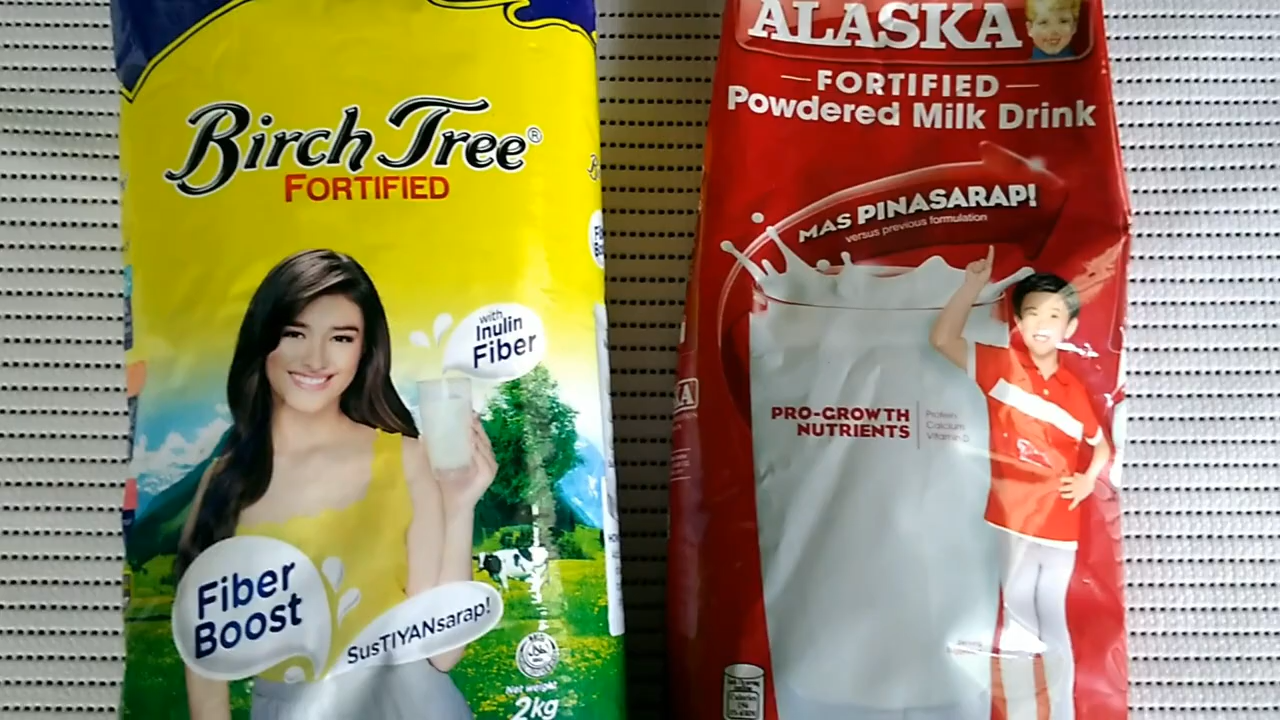 Birch Tree®
FORTIFIED
with
Inulin
Fiber
Fiber
Boost
SusTIYANsarap!
Net weight
2kg
ALASKA
FORTIFIED
Powdered Milk Drink
MAS PINASARAP!
versus previous formulation
PRO-GROWTH
NUTRIENTS
Protein
Calcium
Vitamin D